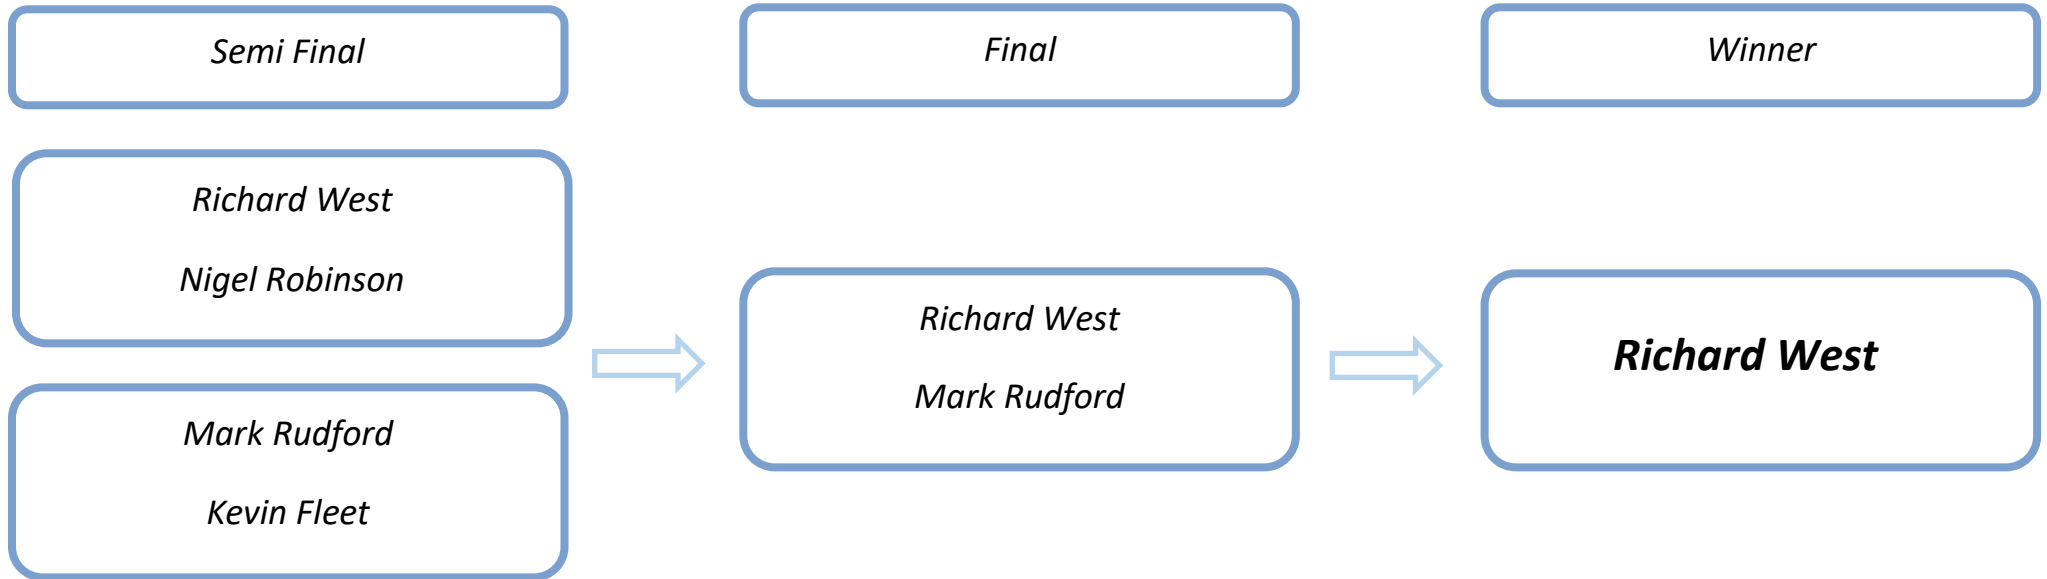 Semi Final
Final
Winner
Richard West
Nigel Robinson
Mark Rudford
Kevin Fleet
Richard West
Mark Rudford
Richard West